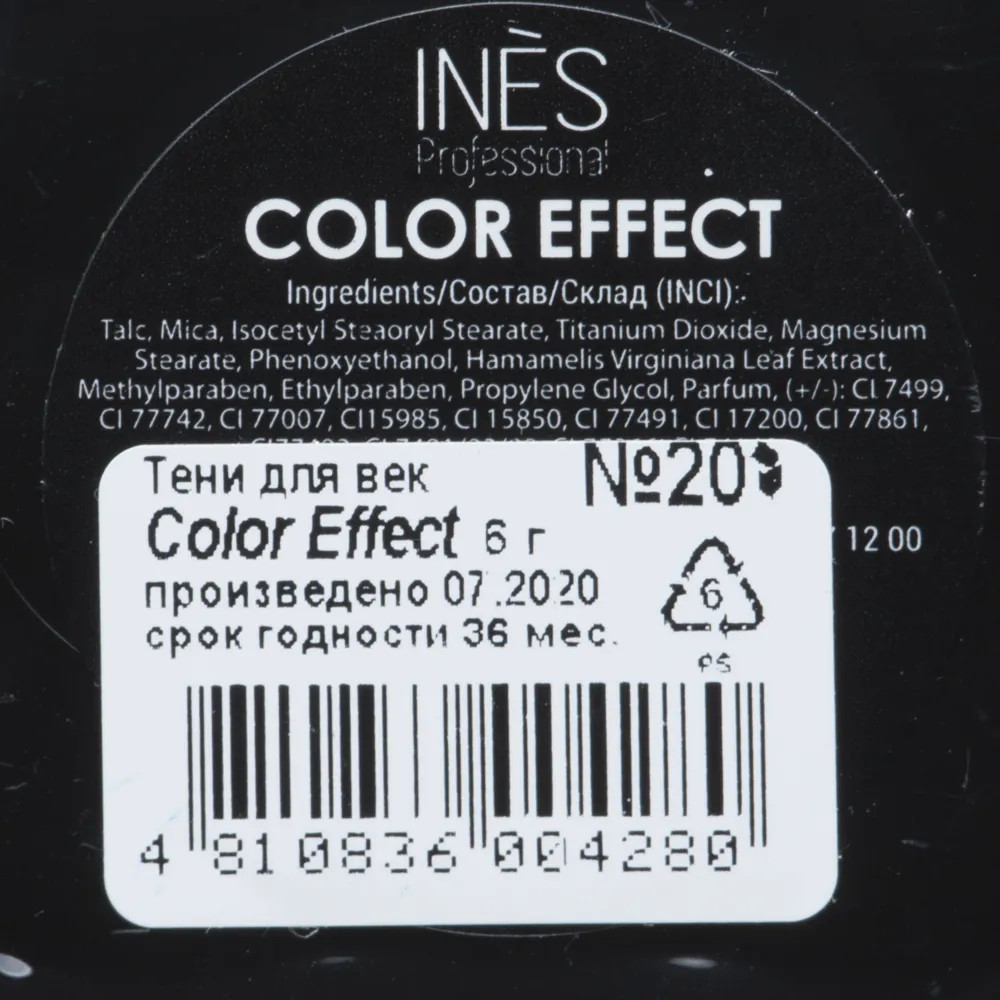 INÈS
Professional
COLOR EFFECT
Ingredients/Состав/Склад (INCI):
Talc, Mica, Isocetyl Steaoryl Stearate, Titanium Dioxide, Magnesium
Stearate, Phenoxyethanol, Hamamelis Virginiana Leaf Extract,
Methylparaben, Ethylparaben, Propylene Glycol, Parfum, (+/-): CI 7499,
CI 77742, CI 77007, CI15985, CI 15850, CI 77491, CI 17200, CI 77861,
Тени для век №20
Color Effect 6 г
12 00
произведено 07.2020
6
срок годности 36 мес.
PS
4 810836 004280